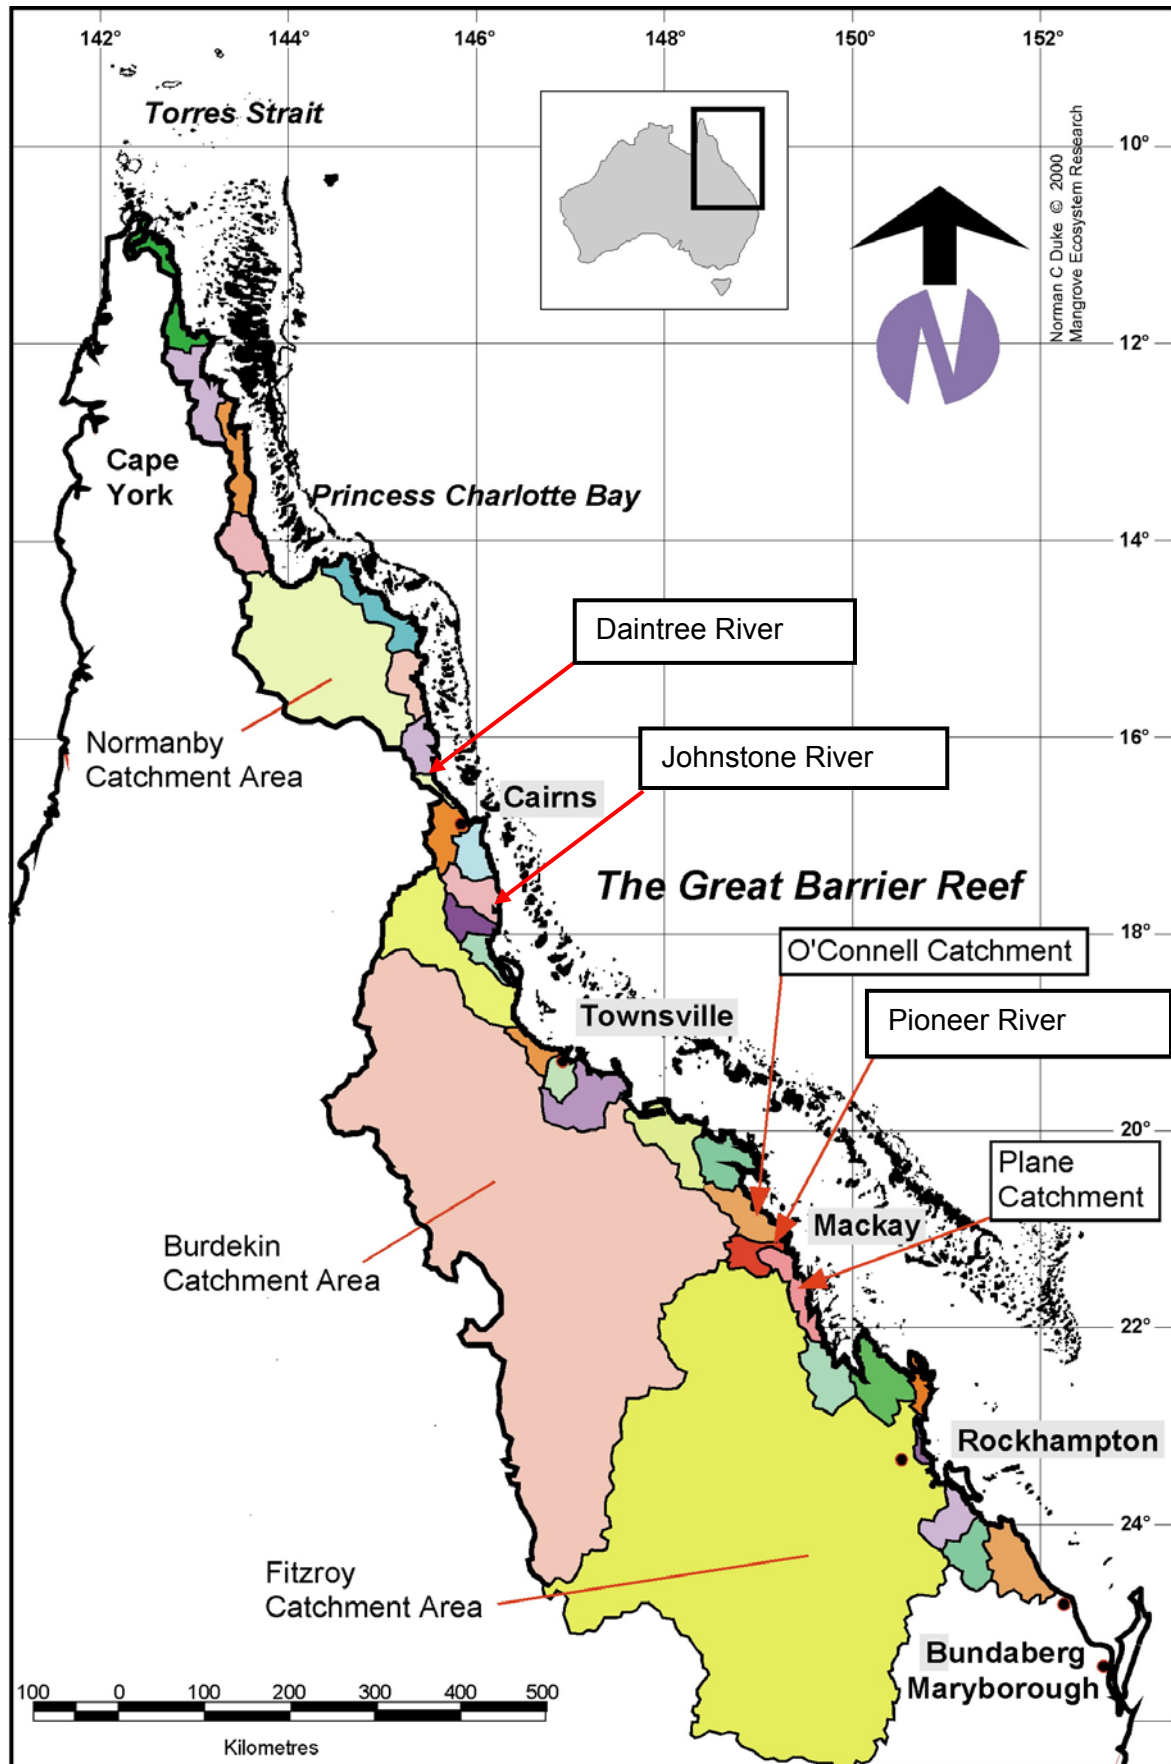 142°
144°
146°
148°
150°
152°
Torres Strait
10°
Norman C Duke © 2000
Mangrove Ecosystem Research
N
12°
Cape
York
Princess Charlotte Bay
14°
Daintree River
Normanby
Catchment Area
16°
Johnstone River
Cairns
The Great Barrier Reef
18°
O'Connell Catchment
Townsville
Pioneer River
20°
Plane
Catchment
Mackay
Burdekin
Catchment Area
22°
Rockhampton
24°
Fitzroy
Catchment Area
Bundaberg
Maryborough
100 0 100 200 300 400 500
Kilometres